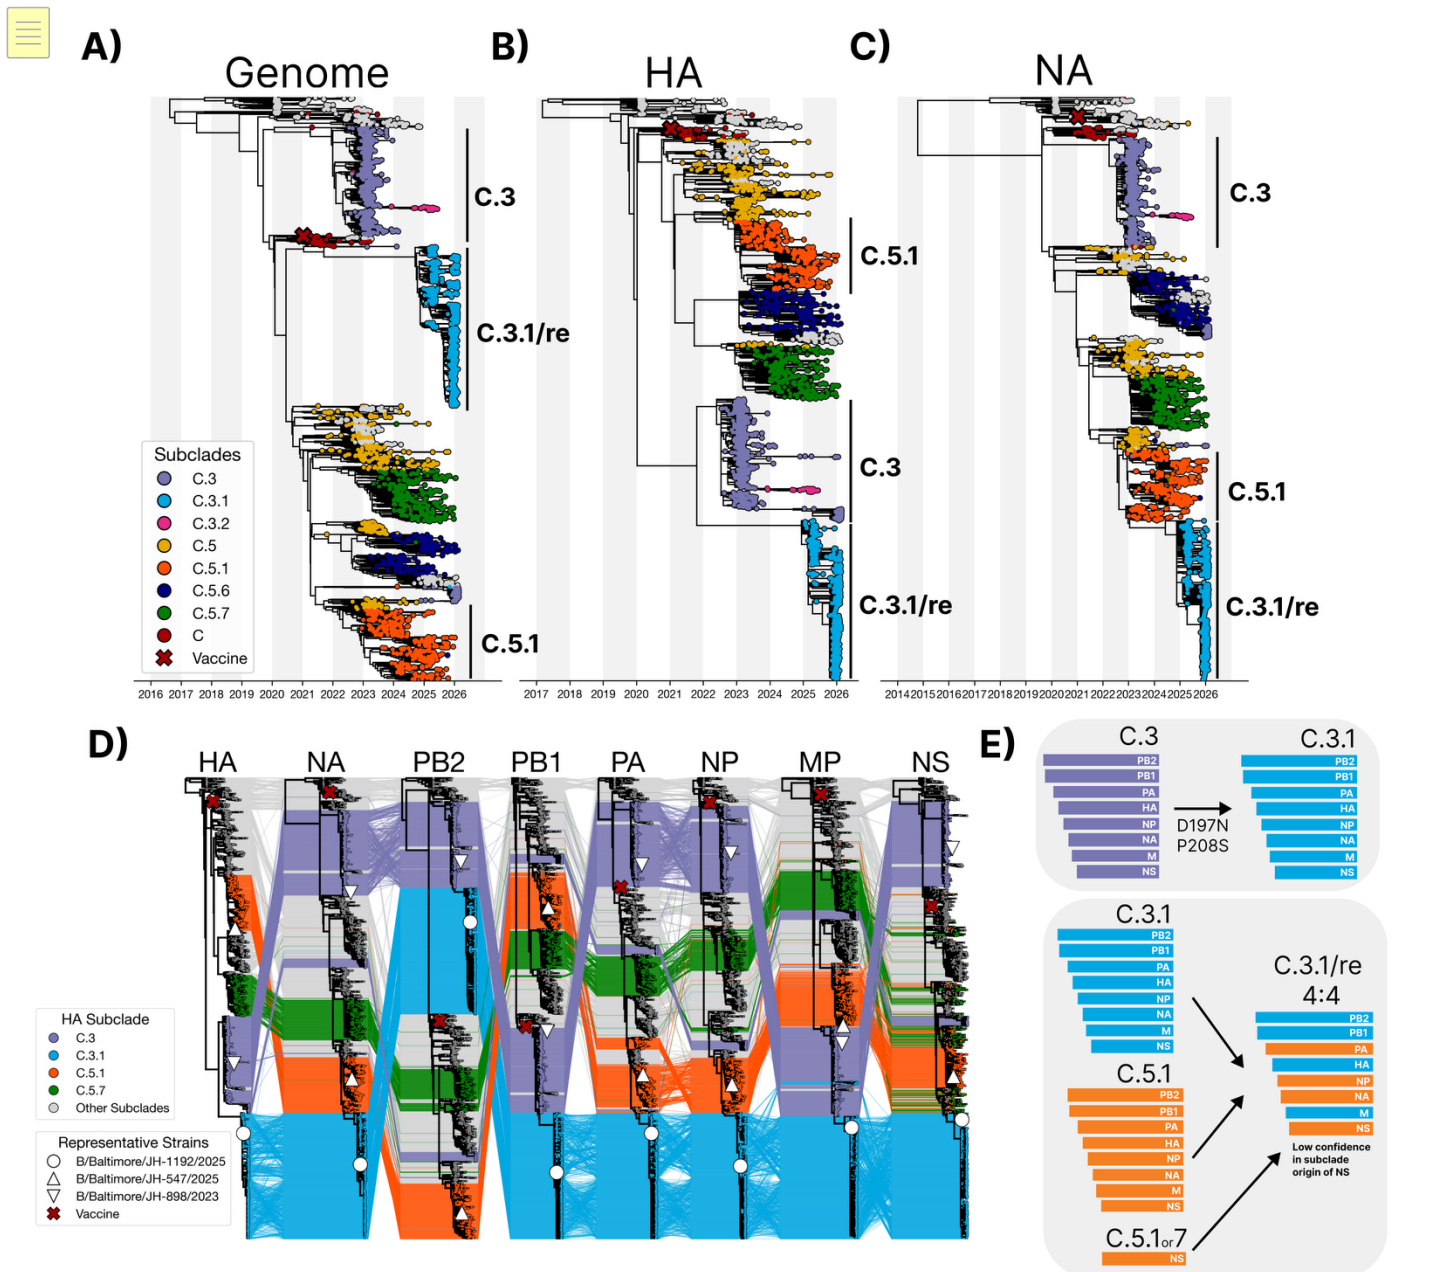 A)
Genome
C.3
C.3.1/re
C.5.1
Subclades
C.3
C.3.1
C.3.2
C.5
C.5.1
C.5.6
C.5.7
C
Vaccine
2016 2017 2018 2019 2020 2021 2022 2023 2024 2025 2026
B)
HA
C.5.1
C.3
C.3.1/re
2017 2018 2019 2020 2021 2022 2023 2024 2025 2026
C)
NA
C.3
C.5.1
C.3.1/re
2014 2015 2016 2017 2018 2019 2020 2021 2022 2023 2024 2025 2026
D)
HA NA PB2 PB1 PA NP MP NS
HA Subclade
C.3
C.3.1
C.5.1
C.5.7
Other Subclades
Representative Strains
B/Baltimore/JH-1192/2025
B/Baltimore/JH-547/2025
B/Baltimore/JH-898/2023
Vaccine
E)
C.3
PB2
PB1
PA
HA
NP
NA
M
NS
D197N
P208S
C.3.1
PB2
PB1
PA
HA
NP
NA
M
NS
C.3.1
PB2
PB1
PA
HA
NP
NA
M
NS
C.5.1
PB2
PB1
PA
HA
NP
NA
M
NS
C.5.1or7
NS
C.3.1/re
4:4
PB2
PB1
PA
HA
NP
NA
M
NS
Low confidence
in subclade
origin of NS